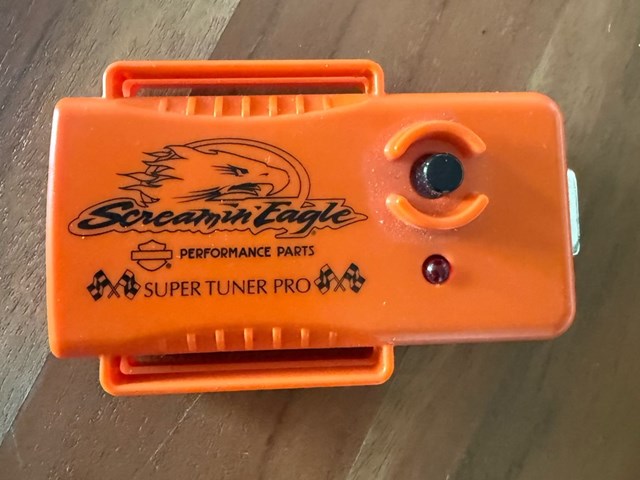 Screamin' Eagle
PERFORMANCE PARTS
SUPER TUNER PRO